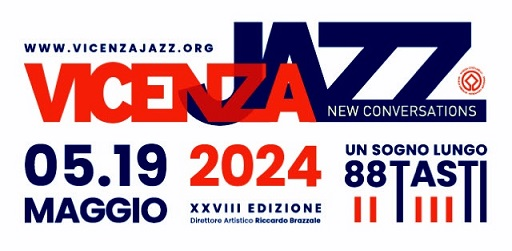 WWW.VICENZAJAZZ.ORG
VICENZA JAZZ
NEW CONVERSATIONS
05.19
MAGGIO
2024
XXVIII EDIZIONE
Direttore Artistico Riccardo Brazzale
UN SOGNO LUNGO
88 TASTI